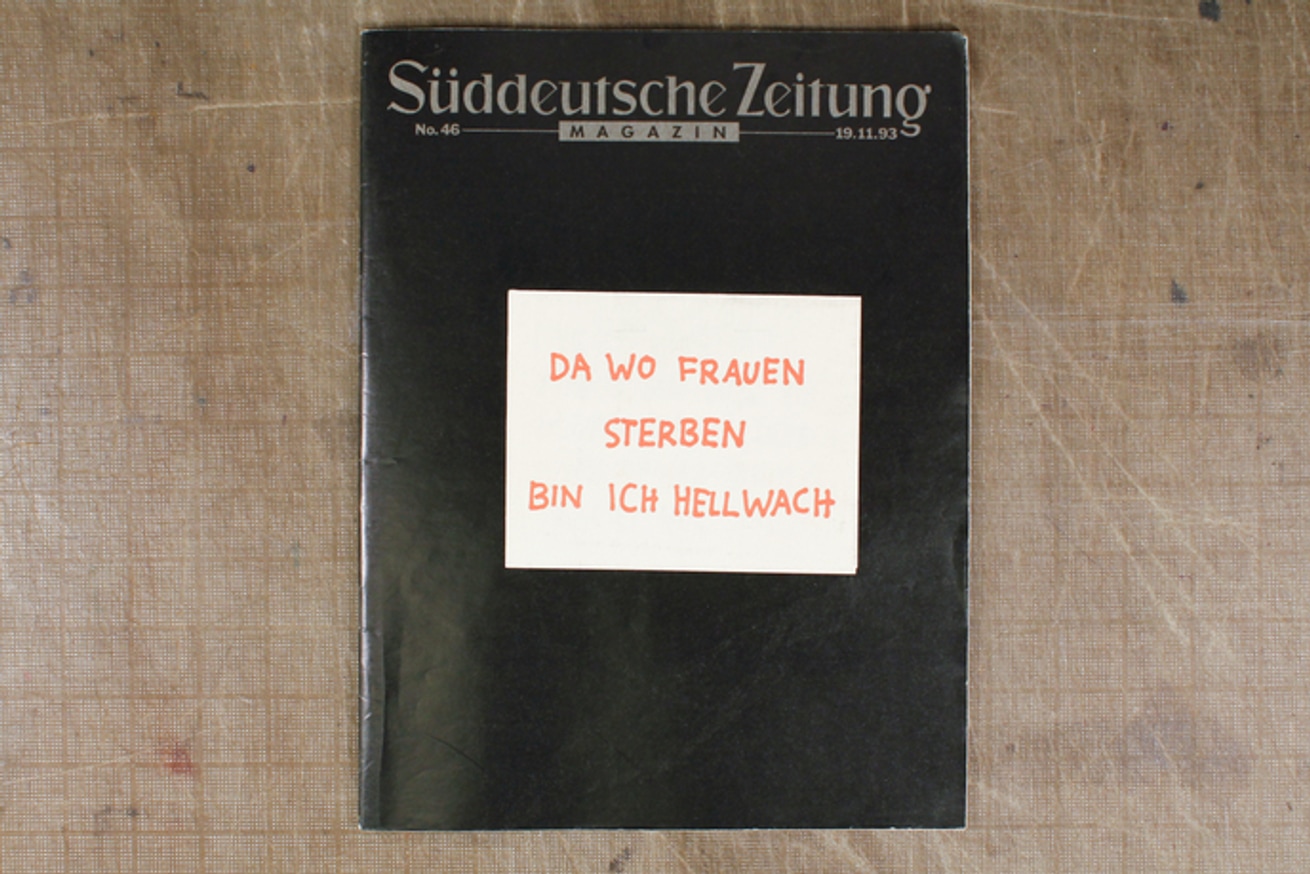 Süddeutsche Zeitung
No. 46 MAGAZIN 19.11.93
DA WO FRAUEN
STERBEN
BIN ICH HELLWACH